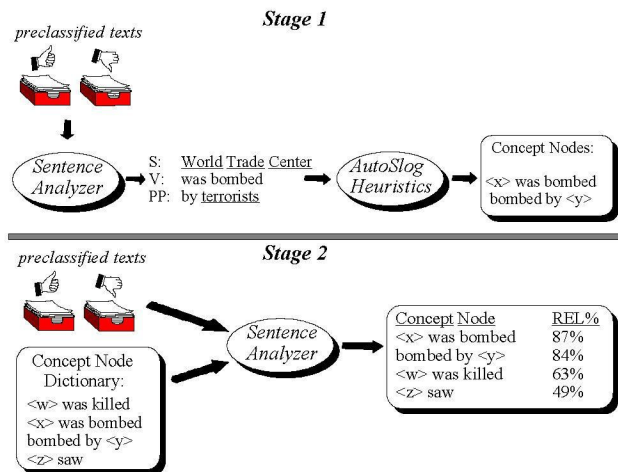 Stage 1
preclassified texts
Sentence
Analyzer
S: World Trade Center
V: was bombed
PP: by terrorists
AutoSlog
Heuristics
Concept Nodes:
<x> was bombed
bombed by <y>
Stage 2
preclassified texts
Concept Node
Dictionary:
<w> was killed
<x> was bombed
bombed by <y>
<z> saw
Sentence
Analyzer
Concept Node REL%
<x> was bombed 87%
bombed by <y> 84%
<w> was killed 63%
<z> saw 49%